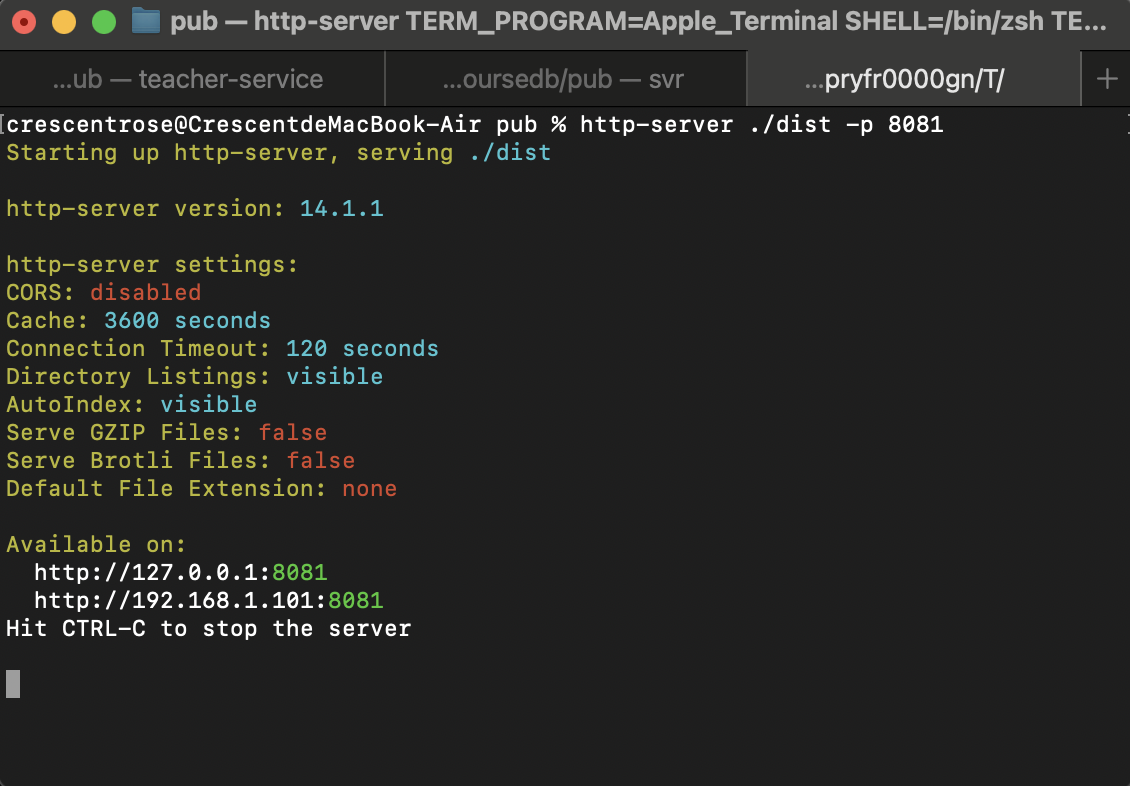 pub — http-server TERM_PROGRAM=Apple_Terminal SHELL=/bin/zsh TE...
...ub — teacher-service
...oursedb/pub — svr
...pryfr0000gn/T/
+
[crescentrose@CrescentdeMacBook-Air pub % http-server ./dist -p 8081
Starting up http-server, serving ./dist
http-server version: 14.1.1
http-server settings:
CORS: disabled
Cache: 3600 seconds
Connection Timeout: 120 seconds
Directory Listings: visible
AutoIndex: visible
Serve GZIP Files: false
Serve Brotli Files: false
Default File Extension: none
Available on:
http://127.0.0.1:8081
http://192.168.1.101:8081
Hit CTRL-C to stop the server